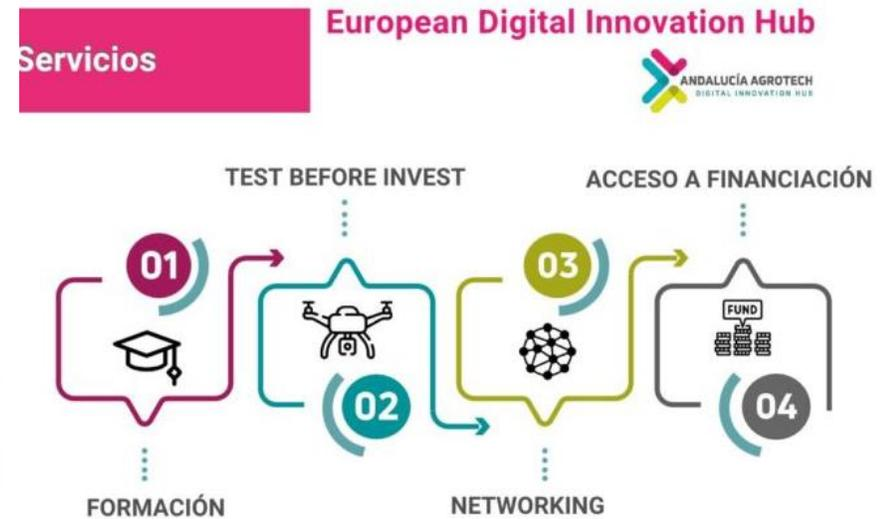 Servicios
European Digital Innovation Hub
ANDALUCÍA AGROTECH
DIGITAL INNOVATION HUB
TEST BEFORE INVEST
ACCESO A FINANCIACIÓN
01
03
FUND
02
04
FORMACIÓN
NETWORKING